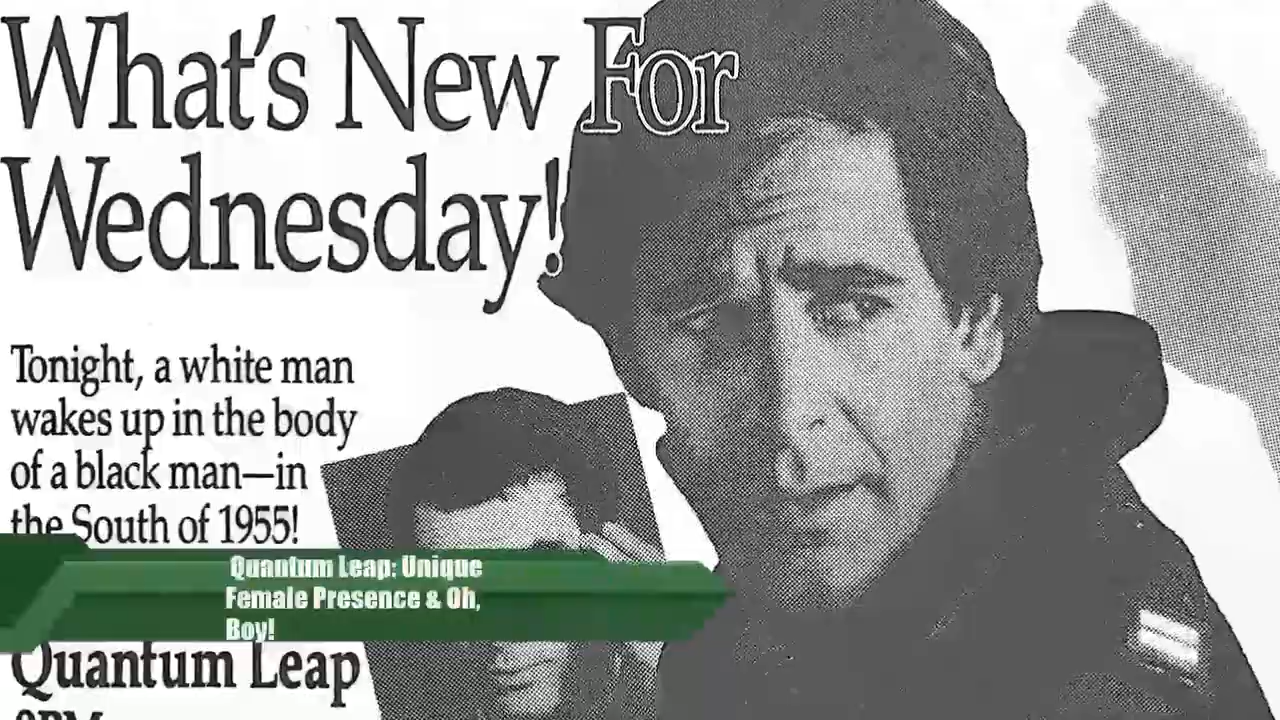 What's New For
Wednesday!
Tonight, a white man
wakes up in the body
of a black man—in
the South of 1955!
Quantum Leap: Unique
Female Presence & Oh,
Boy!
Quantum Leap
8PM